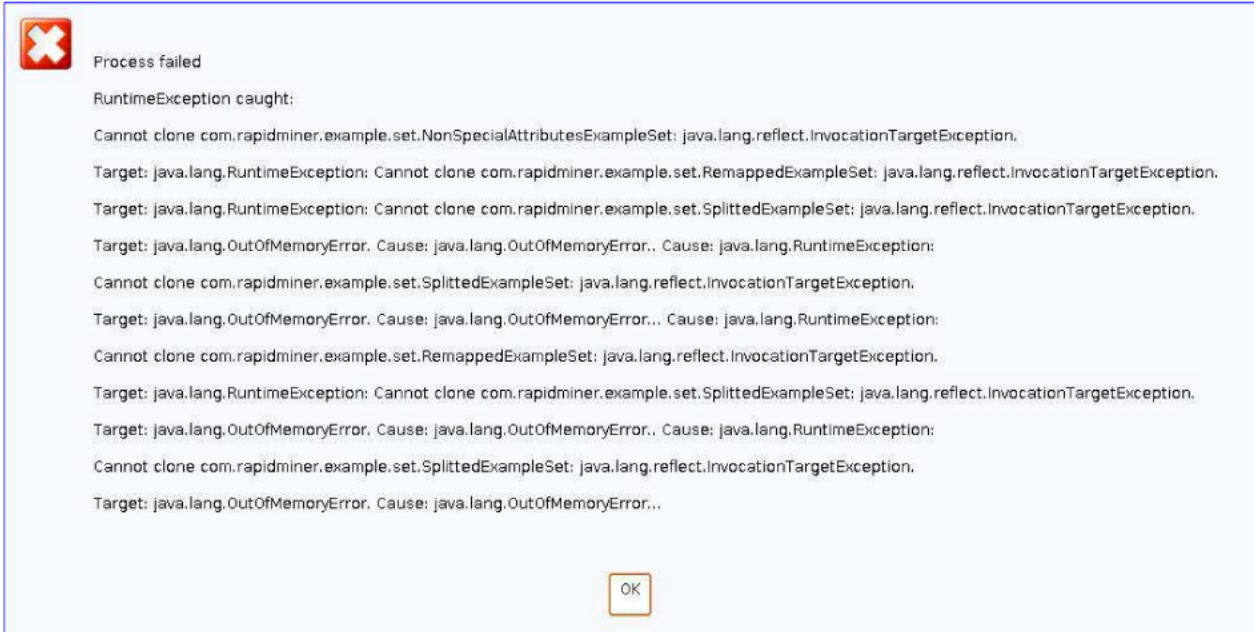 Process failed
RuntimeException caught:
Cannot clone com.rapidminer.example.set.NonSpecialAttributesExampleSet: java.lang.reflect.InvocationTargetException.
Target: java.lang.RuntimeException: Cannot clone com.rapidminer.example.set.RemappedExampleSet: java.lang.reflect.InvocationTargetException.
Target: java.lang.RuntimeException: Cannot clone com.rapidminer.example.set.SplittedExampleSet: java.lang.reflect.InvocationTargetException.
Target: java.lang.OutOfMemoryError. Cause: java.lang.OutOfMemoryError.. Cause: java.lang.RuntimeException:
Cannot clone com.rapidminer.example.set.SplittedExampleSet: java.lang.reflect.InvocationTargetException.
Target: java.lang.OutOfMemoryError. Cause: java.lang.OutOfMemoryError... Cause: java.lang.RuntimeException:
Cannot clone com.rapidminer.example.set.RemappedExampleSet: java.lang.reflect.InvocationTargetException.
Target: java.lang.RuntimeException: Cannot clone com.rapidminer.example.set.SplittedExampleSet: java.lang.reflect.InvocationTargetException.
Target: java.lang.OutOfMemoryError. Cause: java.lang.OutOfMemoryError.. Cause: java.lang.RuntimeException:
Cannot clone com.rapidminer.example.set.SplittedExampleSet: java.lang.reflect.InvocationTargetException.
Target: java.lang.OutOfMemoryError. Cause: java.lang.OutOfMemoryError...
OK